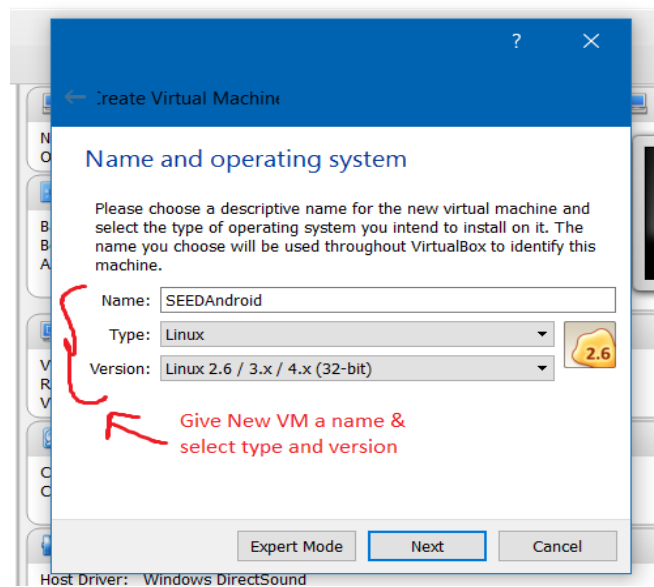 ?
← Create Virtual Machine
N
O
Name and operating system
B
B
A
Please choose a descriptive name for the new virtual machine and
select the type of operating system you intend to install on it. The
name you choose will be used throughout VirtualBox to identify this
machine.
Name: SEEDAndroid
Type: Linux
2.6
V
R
V
Version: Linux 2.6 / 3.x / 4.x (32-bit)
Give New VM a name &
select type and version
C
C
Expert Mode Next Cancel
Host Driver: Windows DirectSound